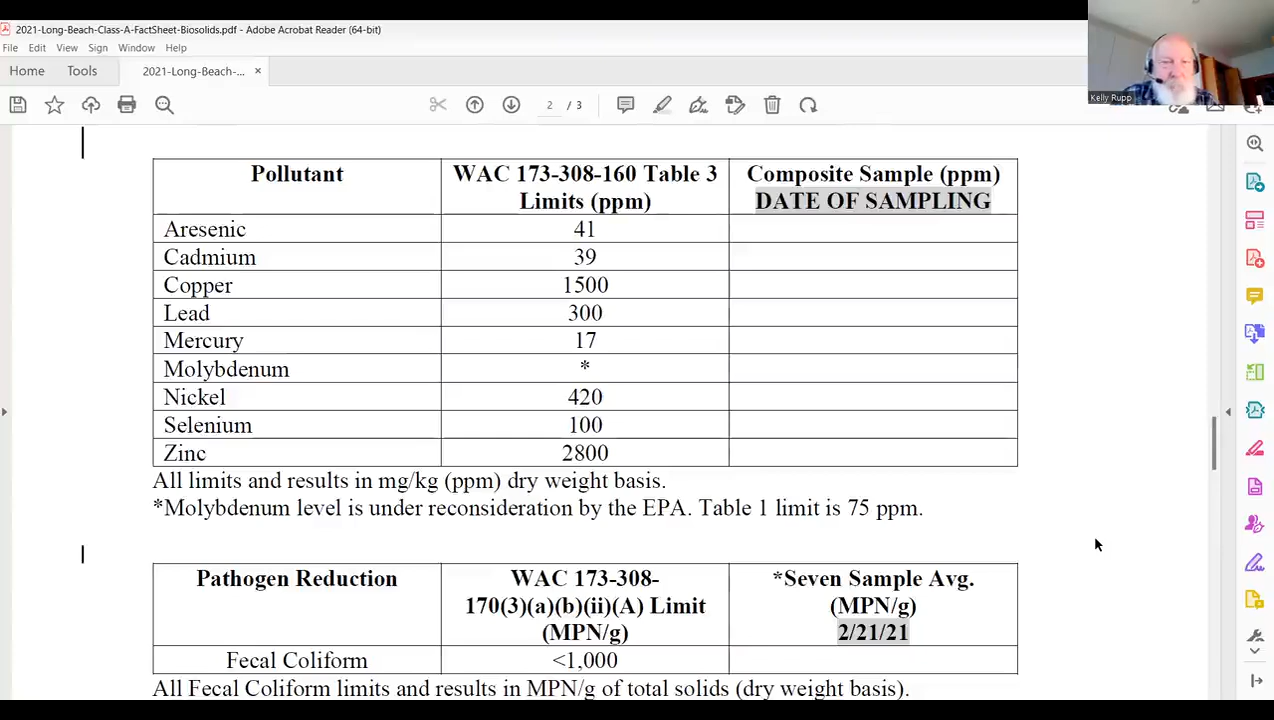 2021-Long-Beach-Class-A-FactSheet-Biosolids.pdf - Adobe Acrobat Reader (64-bit)
File Edit View Sign Window Help
Home Tools 2021-Long-Beach-... ×
2 / 3
Kelly Rupp
Pollutant WAC 173-308-160 Table 3 Limits (ppm) Composite Sample (ppm) DATE OF SAMPLING
Aresenic 41
Cadmium 39
Copper 1500
Lead 300
Mercury 17
Molybdenum *
Nickel 420
Selenium 100
Zinc 2800
All limits and results in mg/kg (ppm) dry weight basis.
*Molybdenum level is under reconsideration by the EPA. Table 1 limit is 75 ppm.
Pathogen Reduction WAC 173-308-170(3)(a)(b)(ii)(A) Limit (MPN/g) *Seven Sample Avg. (MPN/g) 2/21/21
Fecal Coliform <1,000
All Fecal Coliform limits and results in MPN/g of total solids (dry weight basis).